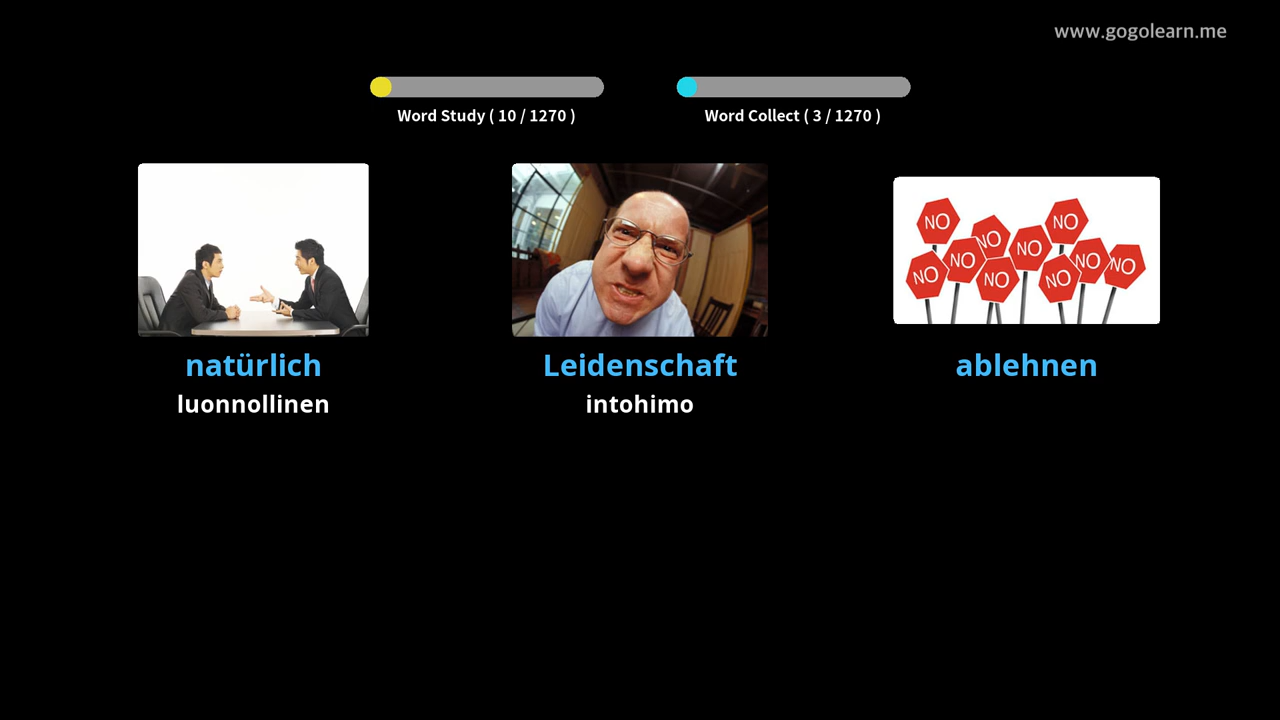 www.gogolearn.me
Word Study ( 10 / 1270 )
Word Collect ( 3 / 1270 )
NO
NO
NO
NO
NO
NO
NO
NO
NO
NO
natürlich
Leidenschaft
ablehnen
luonnollinen
intohimo